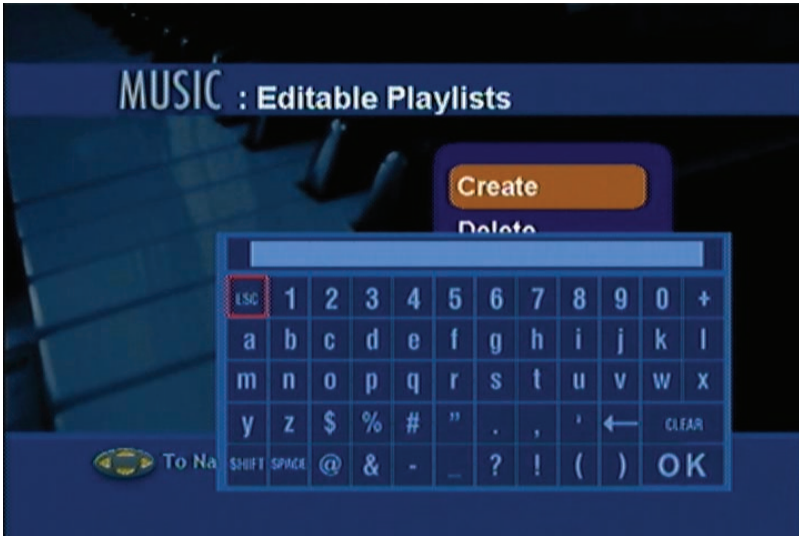 MUSIC : Editable Playlists
Create
Delete
ESC 1 2 3 4 5 6 7 8 9 0 +
a b c d e f g h i j k l
m n o p q r s t u v w x
y z $ % # " . , ' ← CLEAR
SHIFT SPACE @ & - _ ? ! ( ) OK
To Na